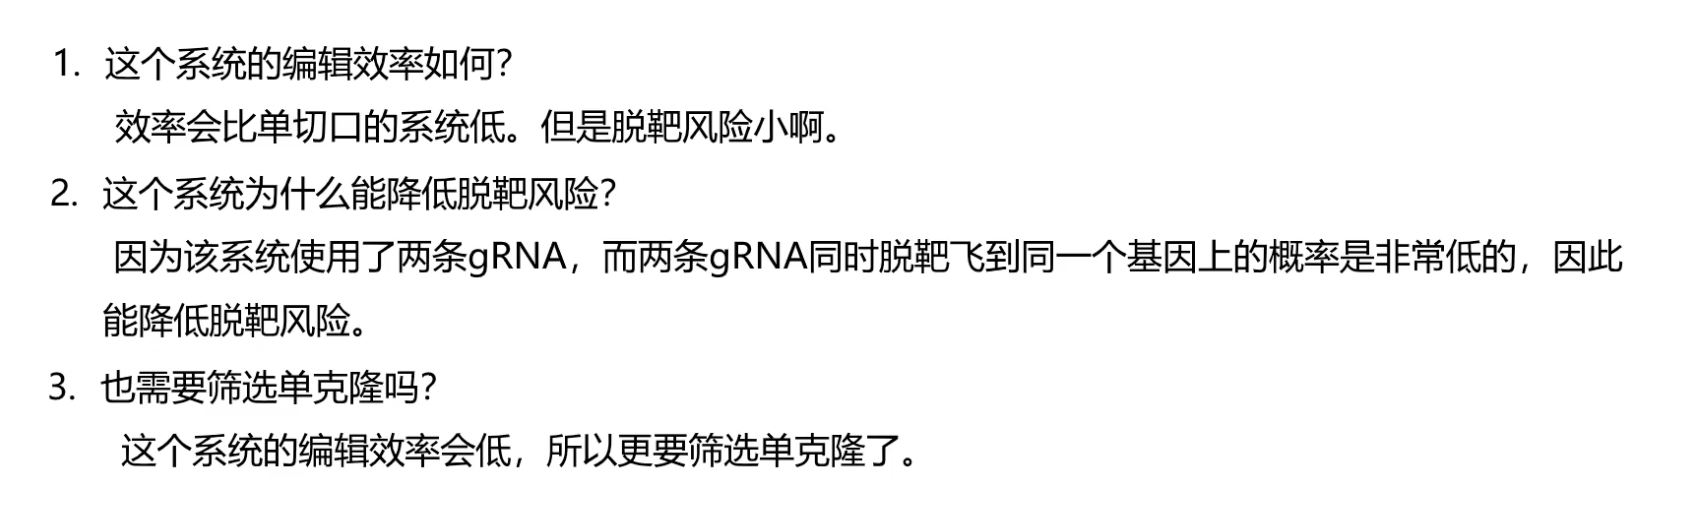 1. 这个系统的编辑效率如何？
效率会比单切口的系统低。但是脱靶风险小啊。
2. 这个系统为什么能降低脱靶风险？
因为该系统使用了两条gRNA，而两条gRNA同时脱靶飞到同一个基因上的概率是非常低的，因此
能降低脱靶风险。
3. 也需要筛选单克隆吗？
这个系统的编辑效率会低，所以更要筛选单克隆了。